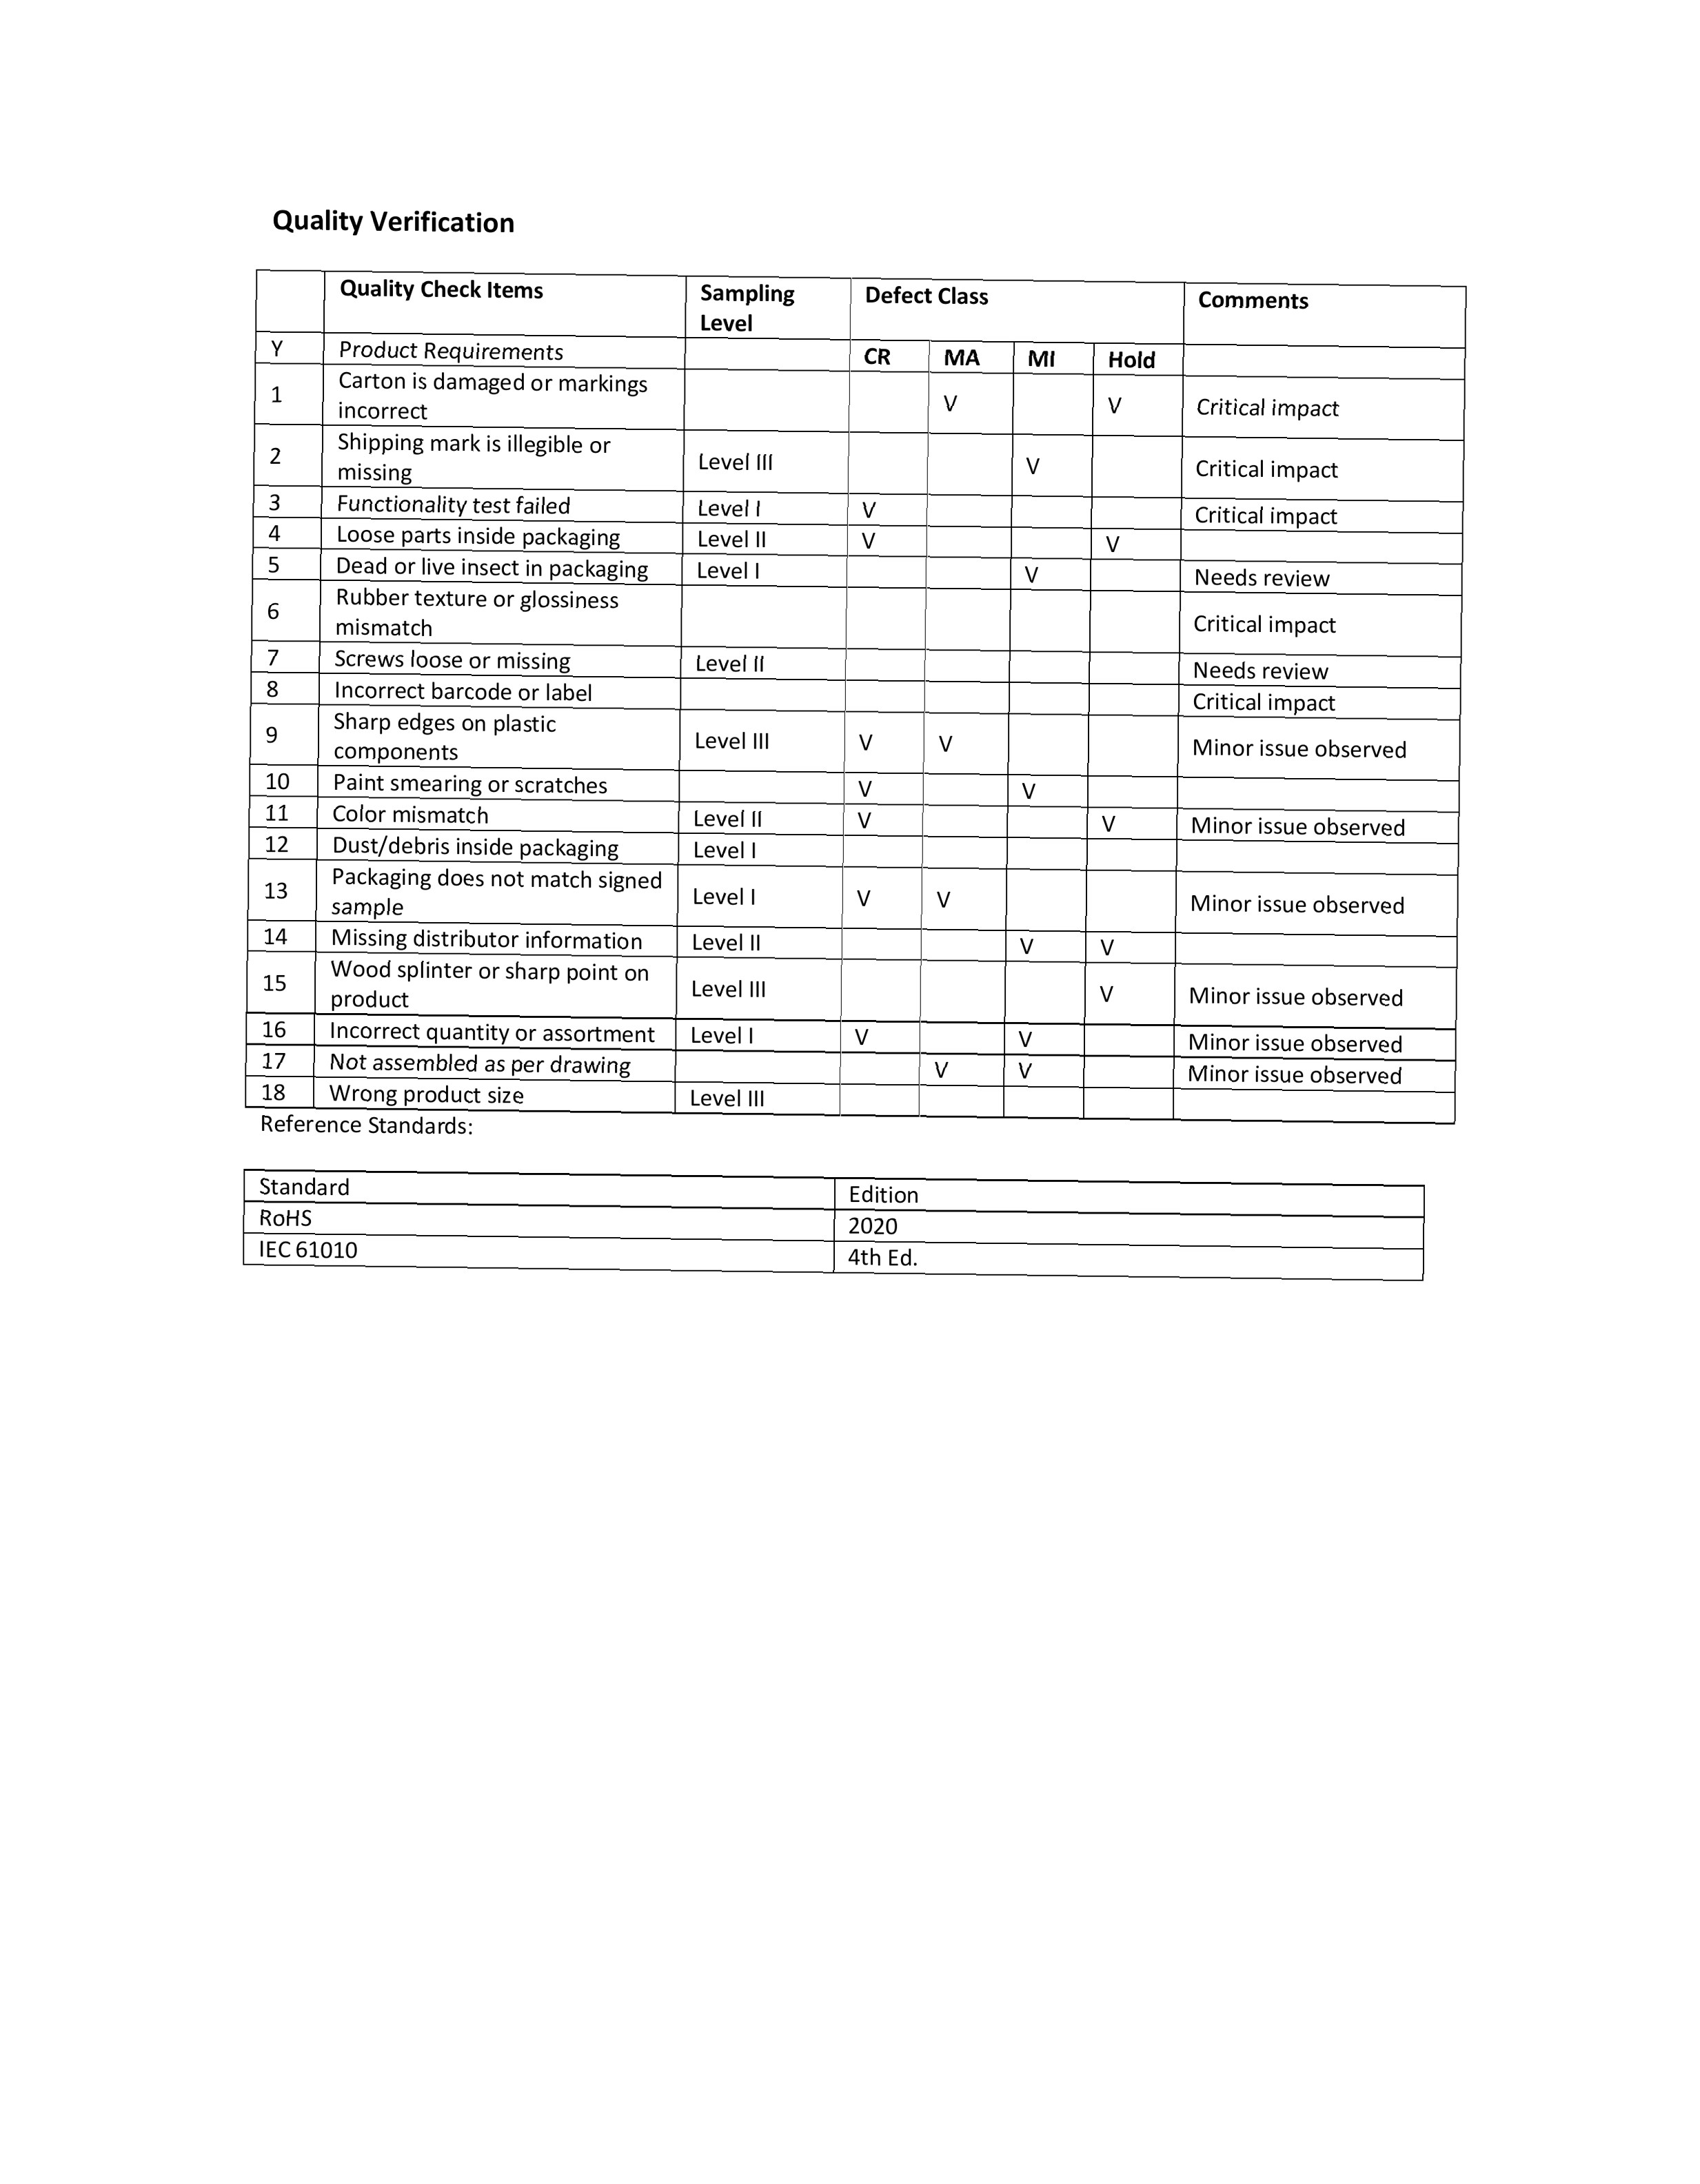 Quality Verification
Quality Check Items Sampling Level Defect Class Comments
Y Product Requirements CR MA MI Hold
1 Carton is damaged or markings incorrect V V Critical impact
2 Shipping mark is illegible or missing Level III V Critical impact
3 Functionality test failed Level I V Critical impact
4 Loose parts inside packaging Level II V V
5 Dead or live insect in packaging Level I V Needs review
6 Rubber texture or glossiness mismatch Critical impact
7 Screws loose or missing Level II Needs review
8 Incorrect barcode or label Critical impact
9 Sharp edges on plastic components Level III V V Minor issue observed
10 Paint smearing or scratches V V
11 Color mismatch Level II V V Minor issue observed
12 Dust/debris inside packaging Level I
13 Packaging does not match signed sample Level I V V Minor issue observed
14 Missing distributor information Level II V V
15 Wood splinter or sharp point on product Level III V Minor issue observed
16 Incorrect quantity or assortment Level I V V Minor issue observed
17 Not assembled as per drawing V V Minor issue observed
18 Wrong product size Level III
Reference Standards:
Standard Edition
RoHS 2020
IEC 61010 4th Ed.